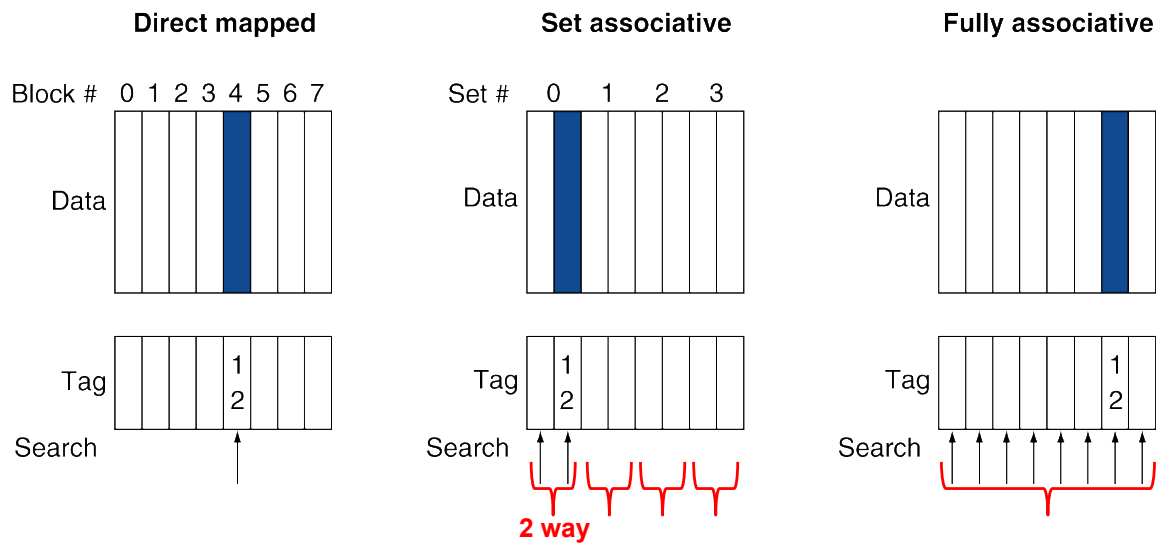 Direct mapped
Set associative
Fully associative
Block # 0 1 2 3 4 5 6 7
Set # 0 1 2 3
Data
Data
Data
Tag
1
2
Tag
1
2
Tag
1
2
Search
Search
Search
2 way